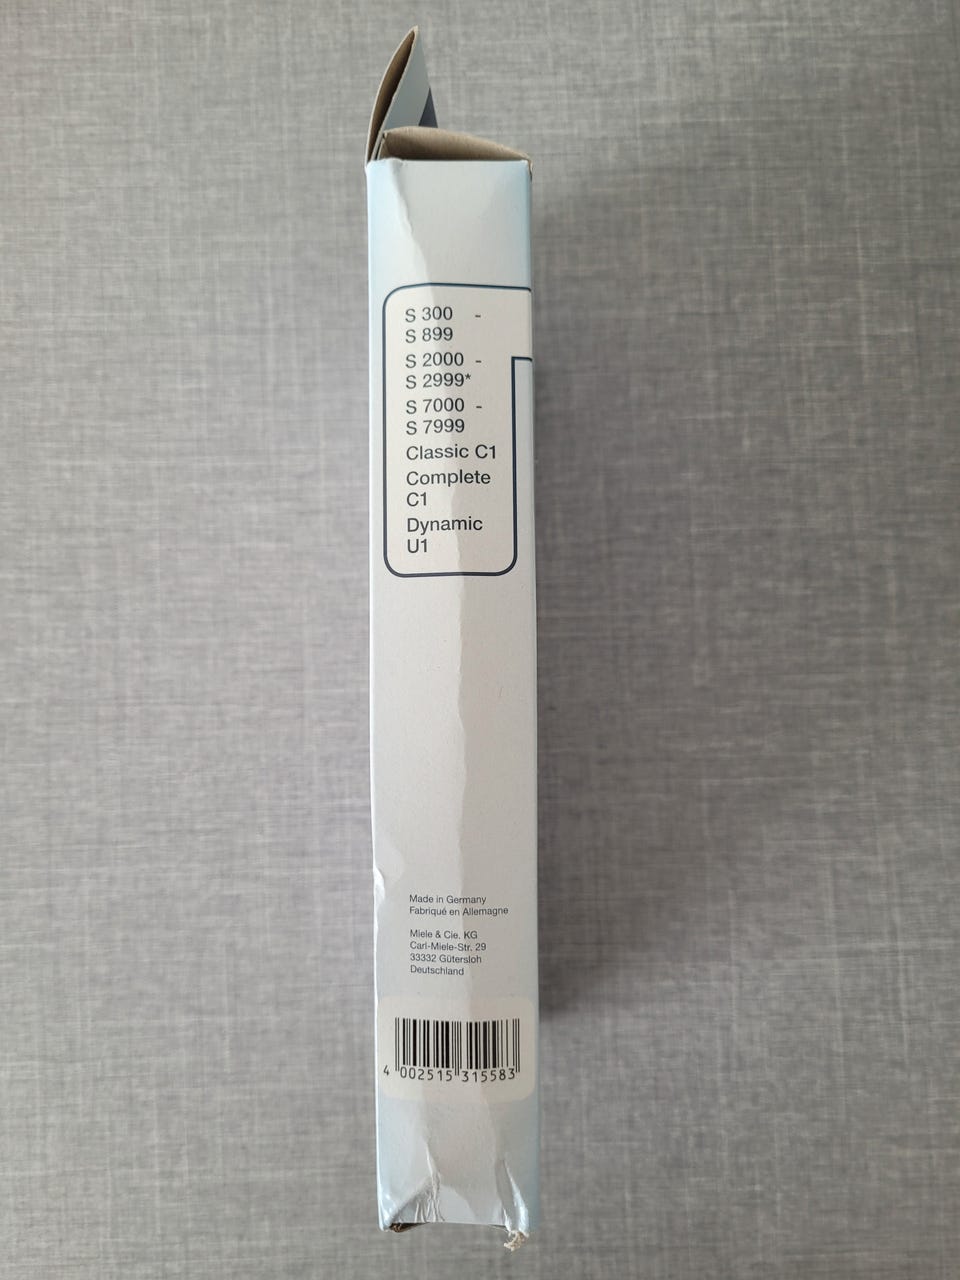 S 300 -
S 899
S 2000 -
S 2999*
S 7000 -
S 7999
Classic C1
Complete
C1
Dynamic
U1
Made in Germany
Fabriqué en Allemagne
Miele & Cie. KG
Carl-Miele-Str. 29
33332 Gütersloh
Deutschland
4 002515 315583